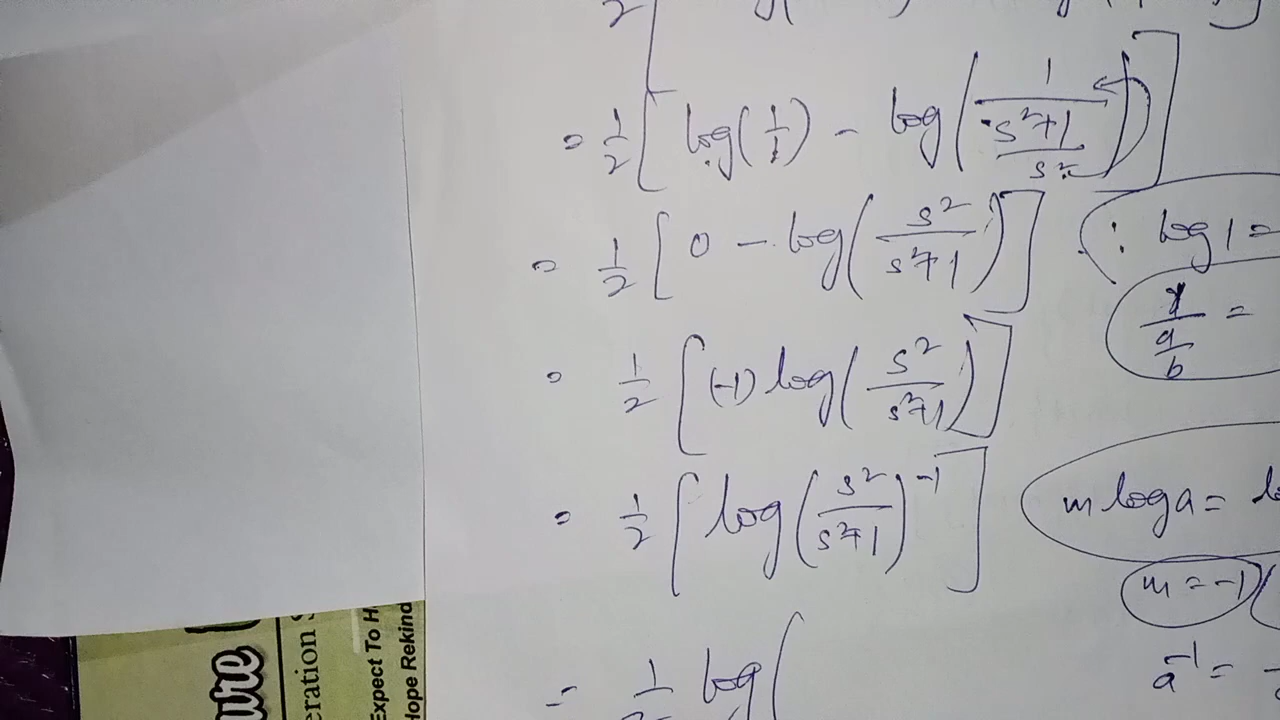 = 1/2 [ log(1/1) - log( 1 / ((s²+1)/s²) ) ]
= 1/2 [ 0 - log( s²/(s²+1) ) ] ∵ log 1 =
1/(a/b) =
= 1/2 [ (-1) log( s²/(s²+1) ) ]
= 1/2 [ log( s²/(s²+1) )⁻¹ ] m log a =
m = -1
= 1/2 log( a⁻¹ =
Expect To H
Hope Rekind